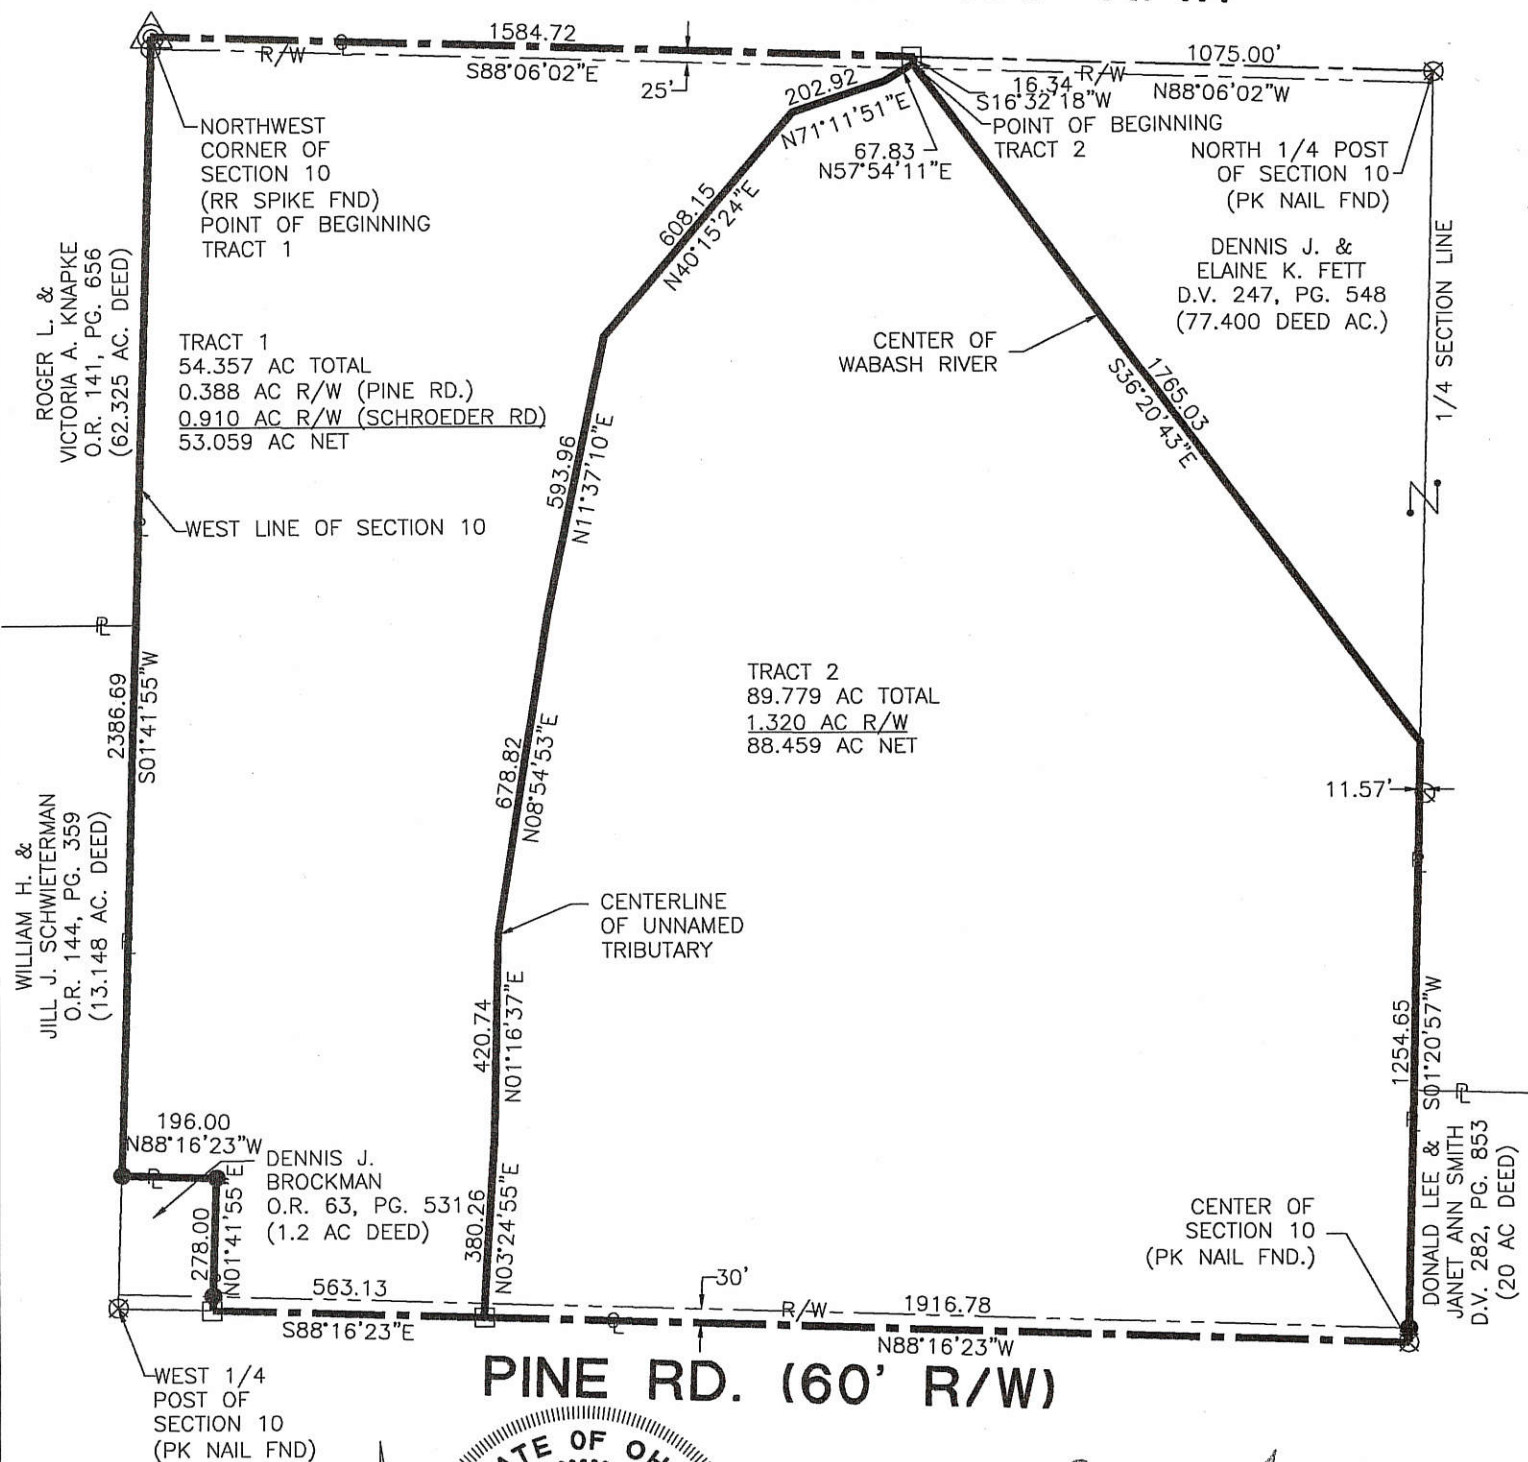 1584.72
S88°06'02"E
R/W
25'
1075.00'
R/W
N88°06'02"W
16.34
S16°32'18"W
POINT OF BEGINNING
TRACT 2
202.92
N71°11'51"E
67.83
N57°54'11"E
NORTHWEST
CORNER OF
SECTION 10
(RR SPIKE FND)
POINT OF BEGINNING
TRACT 1
NORTH 1/4 POST
OF SECTION 10
(PK NAIL FND)
DENNIS J. &
ELAINE K. FETT
D.V. 247, PG. 548
(77.400 DEED AC.)
1/4 SECTION LINE
608.15
N40°15'24"E
ROGER L. &
VICTORIA A. KNAPKE
O.R. 141, PG. 656
(62.325 AC. DEED)
TRACT 1
54.357 AC TOTAL
0.388 AC R/W (PINE RD.)
0.910 AC R/W (SCHROEDER RD)
53.059 AC NET
CENTER OF
WABASH RIVER
1765.03
S36°20'43"E
593.96
N11°37'10"E
WEST LINE OF SECTION 10
N
PL
2386.69
S01°41'55"W
TRACT 2
89.779 AC TOTAL
1.320 AC R/W
88.459 AC NET
678.82
N08°54'53"E
11.57'
WILLIAM H. &
JILL J. SCHWIETERMAN
O.R. 144, PG. 359
(13.148 AC. DEED)
CENTERLINE
OF UNNAMED
TRIBUTARY
420.74
N01°16'37"E
1254.65
S01°20'57"W
PL
196.00
N88°16'23"W
PL
DENNIS J.
BROCKMAN
O.R. 63, PG. 531
(1.2 AC DEED)
278.00
N01°41'55"E
380.26
N03°24'55"E
CENTER OF
SECTION 10
(PK NAIL FND.)
DONALD LEE &
JANET ANN SMITH
D.V. 282, PG. 853
(20 AC DEED)
563.13
S88°16'23"E
30'
R/W
1916.78
N88°16'23"W
PINE RD. (60' R/W)
WEST 1/4
POST OF
SECTION 10
(PK NAIL FND)